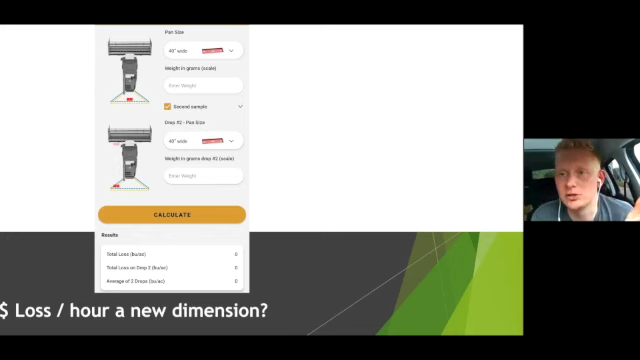 Pan Size
40" wide
Weight in grams (scale)
Enter Weight
Second sample
Drop #2 - Pan Size
40" wide
Weight in grams drop #2 (scale)
Enter Weight
CALCULATE
Results
Total Loss (bu/ac) 0
Total Loss on Drop 2 (bu/ac) 0
Average of 2 Drops (bu/ac) 0
$ Loss / hour a new dimension?